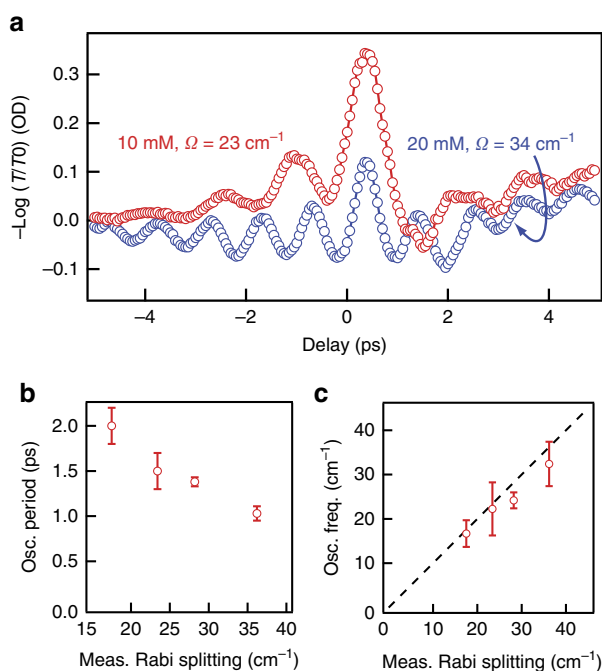 a
0.3
0.2
0.1
0.0
–0.1
–Log (T/T0) (OD)
10 mM, Ω = 23 cm⁻¹
20 mM, Ω = 34 cm⁻¹
–4
–2
0
2
4
Delay (ps)
b
2.0
1.5
1.0
0.5
0.0
Osc. period (ps)
15
20
25
30
35
40
Meas. Rabi splitting (cm⁻¹)
c
40
30
20
10
0
Osc. freq. (cm⁻¹)
0
10
20
30
40
Meas. Rabi splitting (cm⁻¹)